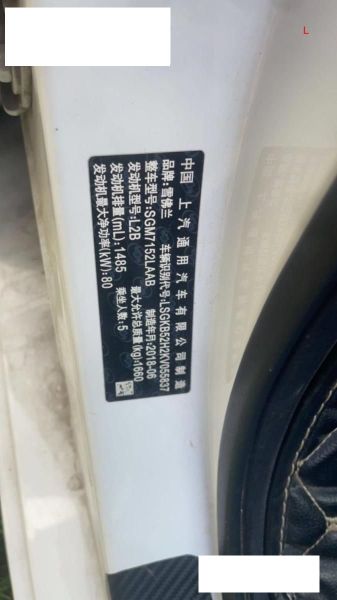 L
中国 上汽通用汽车有限公司制造
品牌:雪佛兰 车辆识别代号:LSGKB52H2KV055837
整车型号:SGM7152LAAB 制造年月:2018-06
发动机型号:L2B 最大允许总质量(kg):1660
发动机排量(mL):1485 乘坐人数:5
发动机最大净功率(kW):80